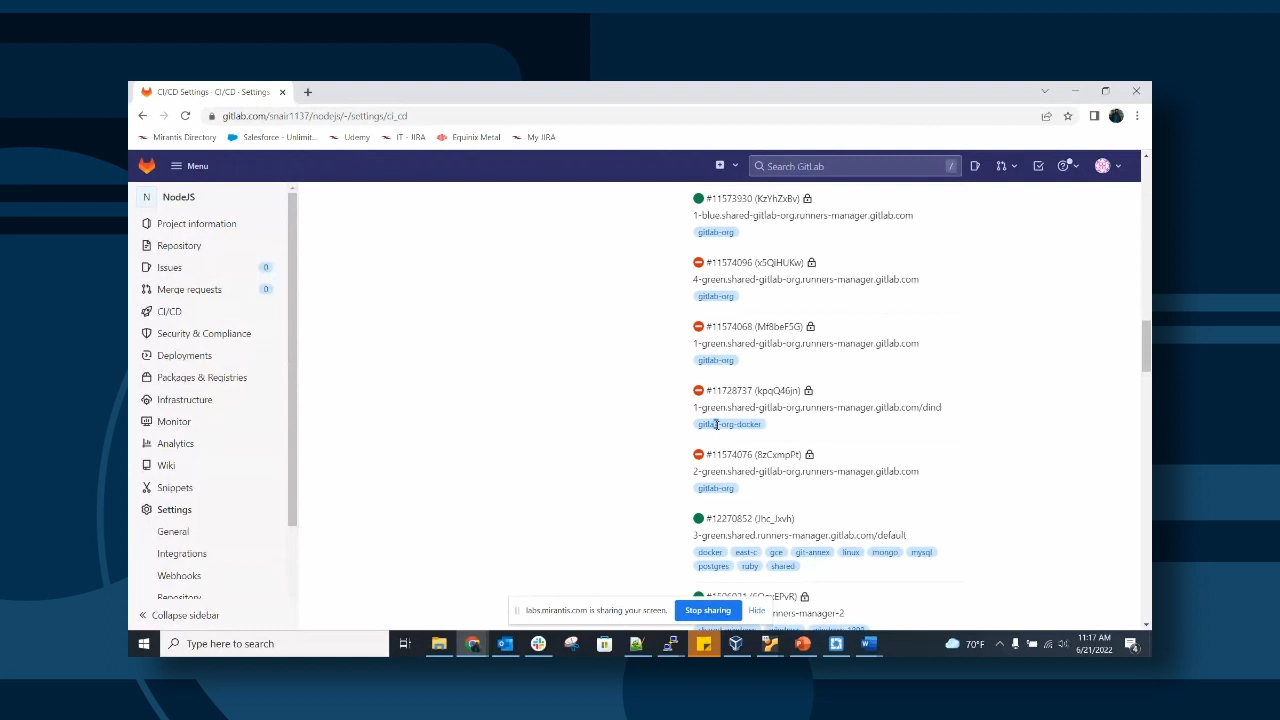 CI/CD Settings · CI/CD · Settings
gitlab.com/snair1137/nodejs/-/settings/ci_cd
Mirantis Directory
Salesforce - Unlimit...
Udemy
IT - JIRA
Equinix Metal
My JIRA
Menu
Search GitLab
/
N NodeJS
Project information
Repository
Issues 0
Merge requests 0
CI/CD
Security & Compliance
Deployments
Packages & Registries
Infrastructure
Monitor
Analytics
Wiki
Snippets
Settings
General
Integrations
Webhooks
Repository
Collapse sidebar
#11573930 (KzYhZxBv)
1-blue.shared-gitlab-org.runners-manager.gitlab.com
gitlab-org
#11574096 (x5QiHUKw)
4-green.shared-gitlab-org.runners-manager.gitlab.com
gitlab-org
#11574068 (Mf8beF5G)
1-green.shared-gitlab-org.runners-manager.gitlab.com
gitlab-org
#11728737 (kpqQ46jn)
1-green.shared-gitlab-org.runners-manager.gitlab.com/dind
gitlab-org-docker
#11574076 (8zCxmpPt)
2-green.shared-gitlab-org.runners-manager.gitlab.com
gitlab-org
#12270852 (Jhc_Jxvh)
3-green.shared.runners-manager.gitlab.com/default
docker east-c gce git-annex linux mongo mysql
postgres ruby shared
nners-manager-2
labs.mirantis.com is sharing your screen.
Stop sharing
Hide
Type here to search
70°F
11:17 AM
6/21/2022
4